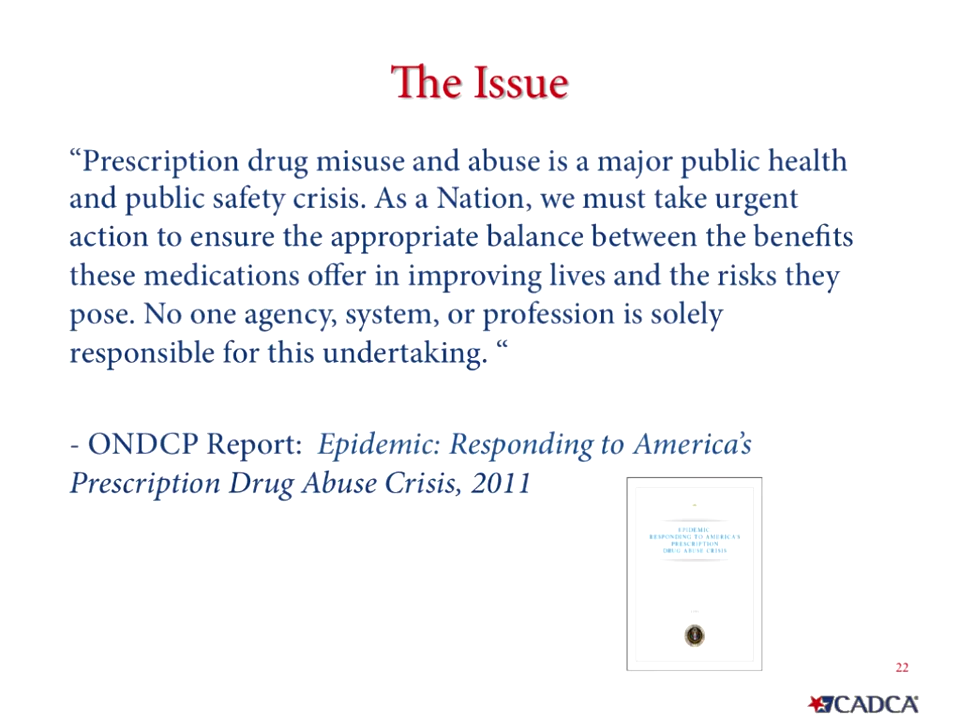 The Issue
“Prescription drug misuse and abuse is a major public health
and public safety crisis. As a Nation, we must take urgent
action to ensure the appropriate balance between the benefits
these medications offer in improving lives and the risks they
pose. No one agency, system, or profession is solely
responsible for this undertaking. “
- ONDCP Report: Epidemic: Responding to America’s
Prescription Drug Abuse Crisis, 2011
EPIDEMIC:
RESPONDING TO AMERICA’S
PRESCRIPTION
DRUG ABUSE CRISIS
22
CADCA®